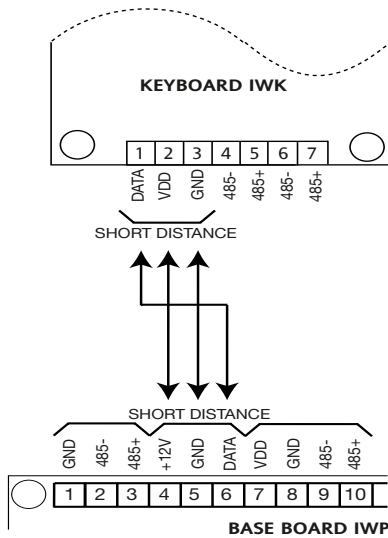 KEYBOARD IWK
1 2 3 4 5 6 7
DATA VDD GND 485- 485+ 485- 485+
SHORT DISTANCE
SHORT DISTANCE
GND 485- 485+ +12V GND DATA VDD GND 485- 485+
1 2 3 4 5 6 7 8 9 10
BASE BOARD IWP